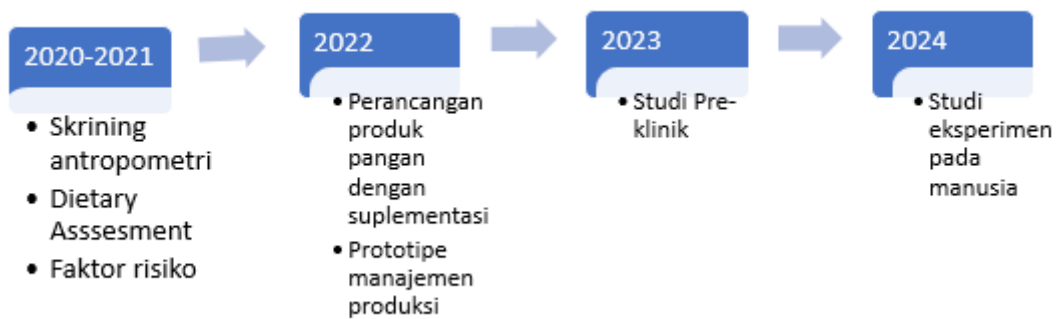 2020-2021
• Skrining
antropometri
• Dietary
Asssesment
• Faktor risiko
2022
• Perancangan
produk
pangan
dengan
suplementasi
• Prototipe
manajemen
produksi
2023
• Studi Pre-
klinik
2024
• Studi
eksperimen
pada
manusia